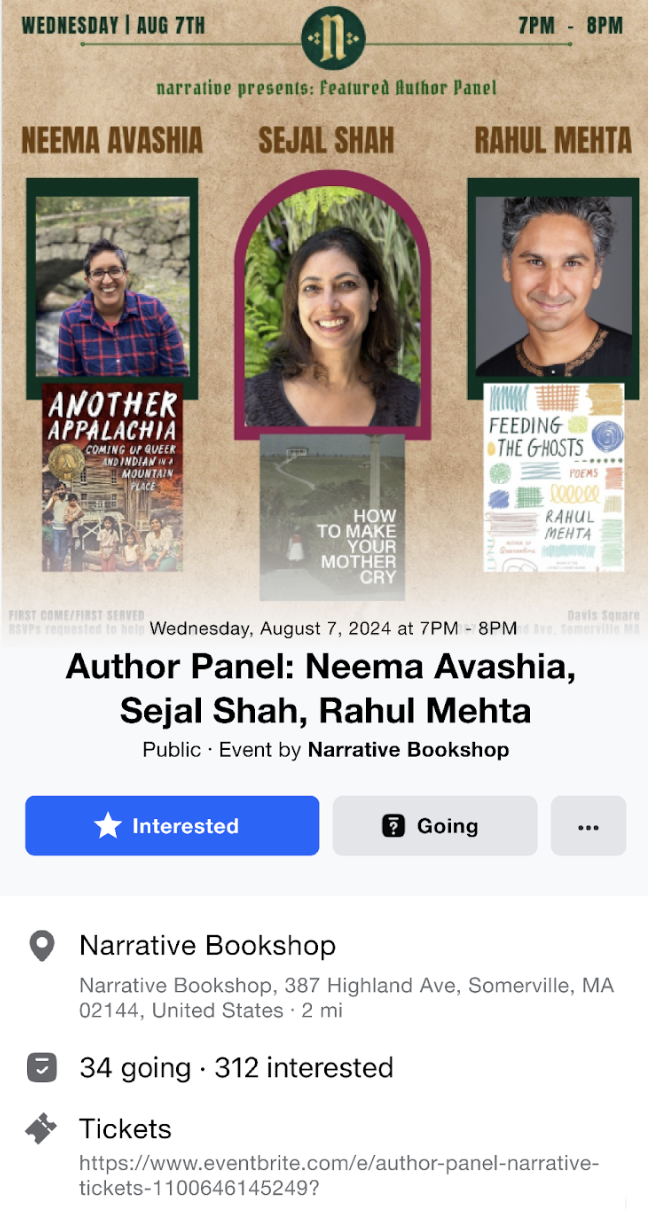 WEDNESDAY | AUG 7TH
N
7PM - 8PM
narrative presents: Featured Author Panel
NEEMA AVASHIA
SEJAL SHAH
RAHUL MEHTA
ANOTHER
APPALACHIA
COMING UP QUEER
AND INDIAN IN A
MOUNTAIN
PLACE
HOW
TO MAKE
YOUR
MOTHER
CRY
FEEDING
THE GHOSTS
POEMS
RAHUL
MEHTA
FIRST COME/FIRST SERVED
Davis Square
RSVPs requested to help
Ave, Somerville MA
Wednesday, August 7, 2024 at 7PM - 8PM
Author Panel: Neema Avashia,
Sejal Shah, Rahul Mehta
Public · Event by Narrative Bookshop
Interested
Going
Narrative Bookshop
Narrative Bookshop, 387 Highland Ave, Somerville, MA
02144, United States · 2 mi
34 going · 312 interested
Tickets
https://www.eventbrite.com/e/author-panel-narrative-
tickets-1100646145249?